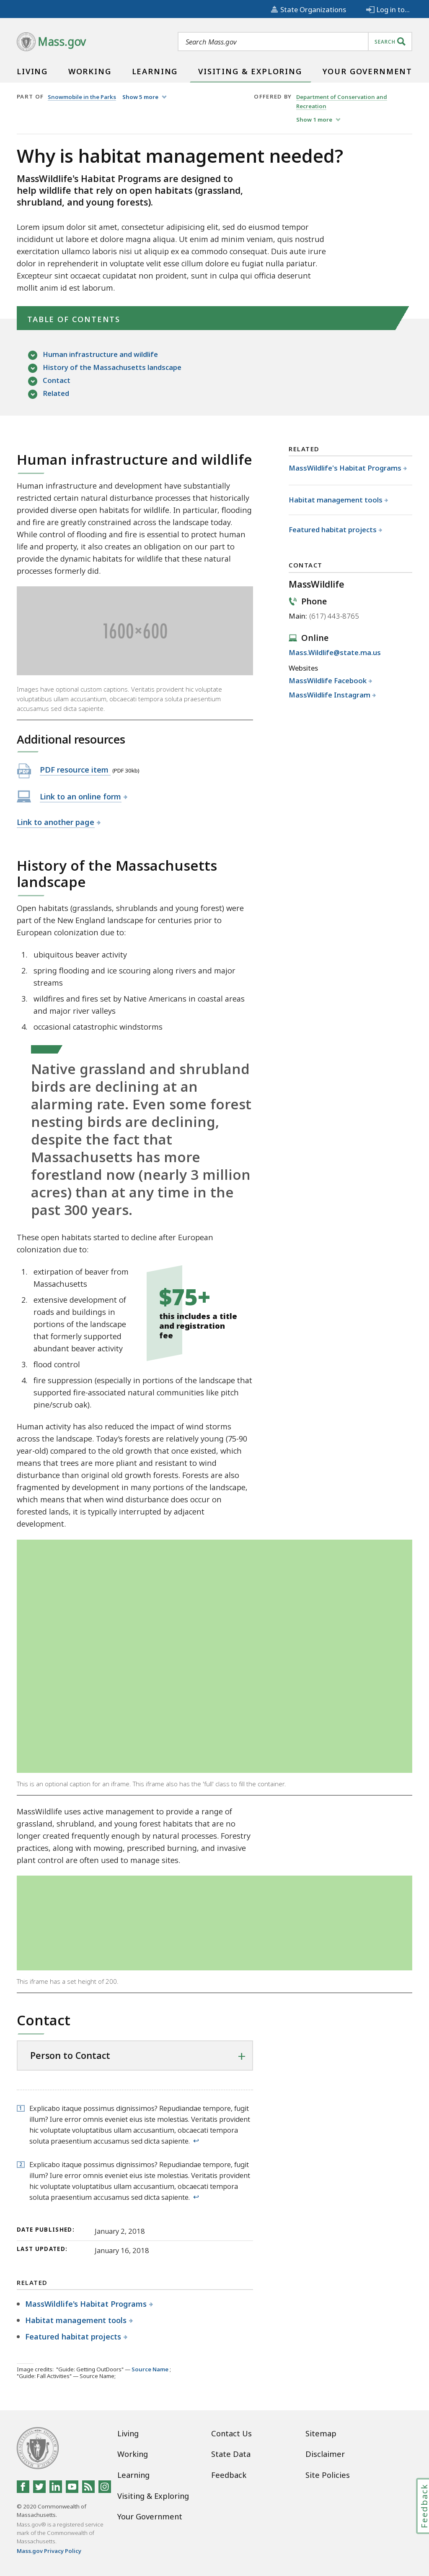 State Organizations
Log in to...
Mass.gov
Search Mass.gov
SEARCH
LIVING
WORKING
LEARNING
VISITING & EXPLORING
YOUR GOVERNMENT
PART OF
Snowmobile in the Parks
Show 5 more
OFFERED BY
Department of Conservation and
Recreation
Show 1 more
Why is habitat management needed?
MassWildlife's Habitat Programs are designed to
help wildlife that rely on open habitats (grassland,
shrubland, and young forests).
Lorem ipsum dolor sit amet, consectetur adipisicing elit, sed do eiusmod tempor
incididunt ut labore et dolore magna aliqua. Ut enim ad minim veniam, quis nostrud
exercitation ullamco laboris nisi ut aliquip ex ea commodo consequat. Duis aute irure
dolor in reprehenderit in voluptate velit esse cillum dolore eu fugiat nulla pariatur.
Excepteur sint occaecat cupidatat non proident, sunt in culpa qui officia deserunt
mollit anim id est laborum.
TABLE OF CONTENTS
Human infrastructure and wildlife
History of the Massachusetts landscape
Contact
Related
Human infrastructure and wildlife
Human infrastructure and development have substantially
restricted certain natural disturbance processes that historically
provided diverse open habitats for wildlife. In particular, flooding
and fire are greatly constrained across the landscape today.
While control of flooding and fire is essential to protect human
life and property, it also creates an obligation on our part to
provide the dynamic habitats for wildlife that these natural
processes formerly did.
1600×600
Images have optional custom captions. Veritatis provident hic voluptate
voluptatibus ullam accusantium, obcaecati tempora soluta praesentium
accusamus sed dicta sapiente.
Additional resources
PDF
PDF resource item (PDF 30kb)
Link to an online form
Link to another page
History of the Massachusetts
landscape
Open habitats (grasslands, shrublands and young forest) were
part of the New England landscape for centuries prior to
European colonization due to:
1. ubiquitous beaver activity
2. spring flooding and ice scouring along rivers and major
streams
3. wildfires and fires set by Native Americans in coastal areas
and major river valleys
4. occasional catastrophic windstorms
Native grassland and shrubland
birds are declining at an
alarming rate. Even some forest
nesting birds are declining,
despite the fact that
Massachusetts has more
forestland now (nearly 3 million
acres) than at any time in the
past 300 years.
These open habitats started to decline after European
colonization due to:
1. extirpation of beaver from
Massachusetts
2. extensive development of
roads and buildings in
portions of the landscape
that formerly supported
abundant beaver activity
3. flood control
4. fire suppression (especially in portions of the landscape that
supported fire-associated natural communities like pitch
pine/scrub oak).
$75+
this includes a title
and registration
fee
Human activity has also reduced the impact of wind storms
across the landscape. Today's forests are relatively young (75-90
year-old) compared to the old growth that once existed, which
means that trees are more pliant and resistant to wind
disturbance than original old growth forests. Forests are also
fragmented by development in many portions of the landscape,
which means that when wind disturbance does occur on
forested lands, it is typically interrupted by adjacent
development.
This is an optional caption for an iframe. This iframe also has the 'full' class to fill the container.
MassWildlife uses active management to provide a range of
grassland, shrubland, and young forest habitats that are no
longer created frequently enough by natural processes. Forestry
practices, along with mowing, prescribed burning, and invasive
plant control are often used to manage sites.
This iframe has a set height of 200.
Contact
Person to Contact
1 Explicabo itaque possimus dignissimos? Repudiandae tempore, fugit
illum? Iure error omnis eveniet eius iste molestias. Veritatis provident
hic voluptate voluptatibus ullam accusantium, obcaecati tempora
soluta praesentium accusamus sed dicta sapiente. ↩
2 Explicabo itaque possimus dignissimos? Repudiandae tempore, fugit
illum? Iure error omnis eveniet eius iste molestias. Veritatis provident
hic voluptate voluptatibus ullam accusantium, obcaecati tempora
soluta praesentium accusamus sed dicta sapiente. ↩
DATE PUBLISHED: January 2, 2018
LAST UPDATED: January 16, 2018
RELATED
MassWildlife's Habitat Programs
Habitat management tools
Featured habitat projects
Image credits: "Guide: Getting OutDoors" — Source Name ;
"Guide: Fall Activities" — Source Name;
RELATED
MassWildlife's Habitat Programs
Habitat management tools
Featured habitat projects
CONTACT
MassWildlife
Phone
Main: (617) 443-8765
Online
Mass.Wildlife@state.ma.us
Websites
MassWildlife Facebook
MassWildlife Instagram
Living
Working
Learning
Visiting & Exploring
Your Government
Contact Us
State Data
Feedback
Sitemap
Disclaimer
Site Policies
© 2020 Commonwealth of
Massachusetts.
Mass.gov® is a registered service
mark of the Commonwealth of
Massachusetts.
Mass.gov Privacy Policy
Feedback